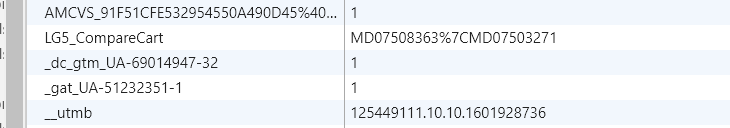 AMCVS_91F51CFE532954550A490D45%40... 1
LG5_CompareCart MD07508363%7CMD07503271
_dc_gtm_UA-69014947-32 1
_gat_UA-51232351-1 1
__utmb 125449111.10.10.1601928736